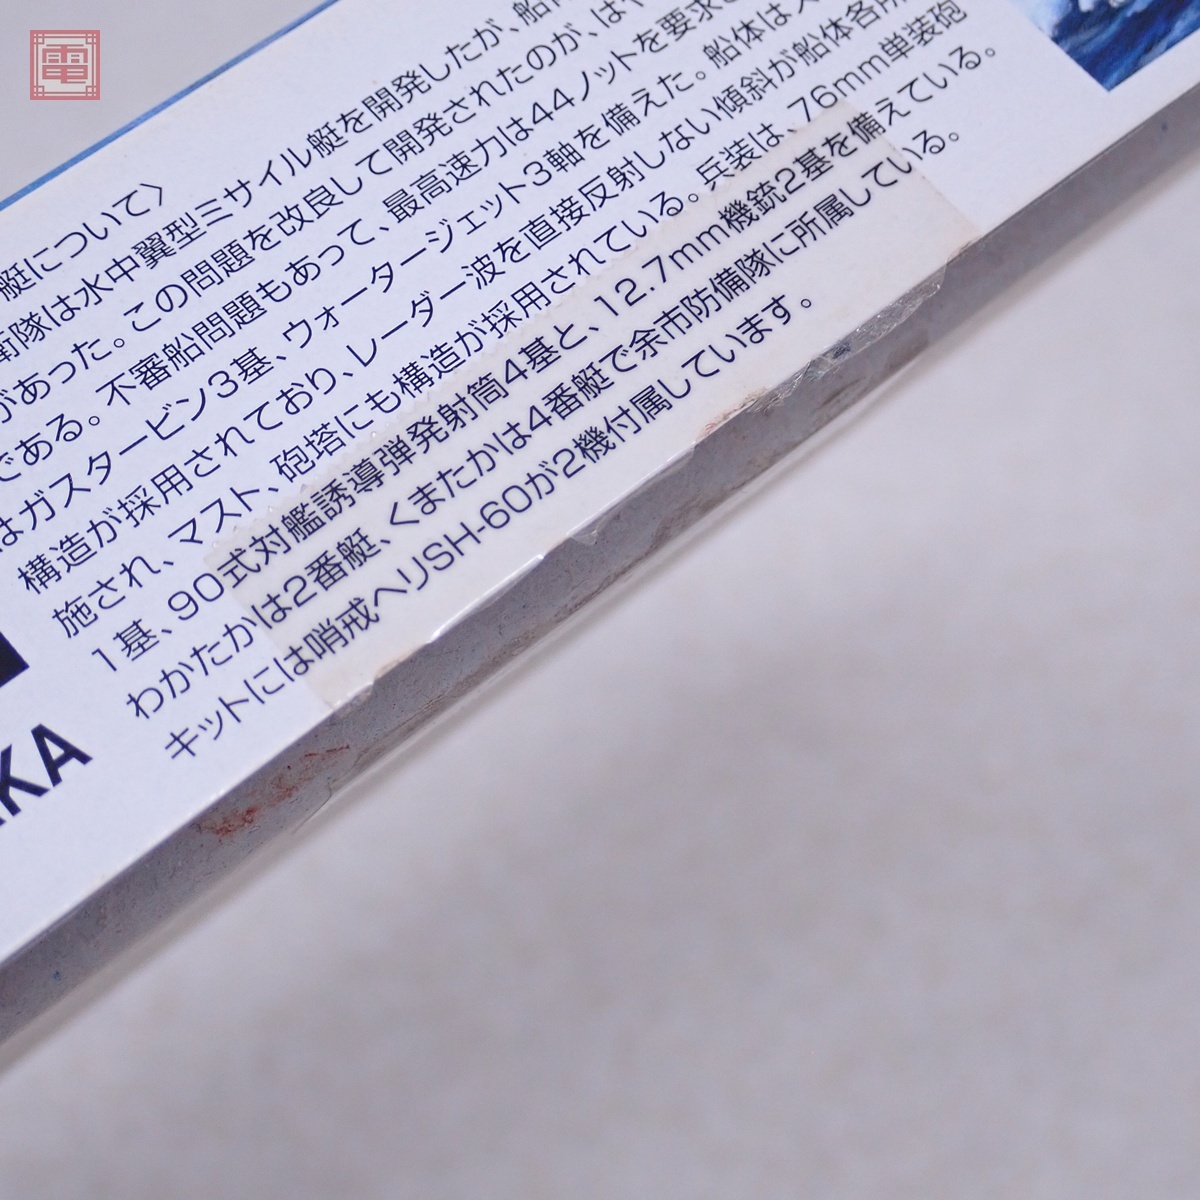 電
艇について〉
衛隊は水中翼型ミサイル艇を開発したが、船
があった。この問題を改良して開発されたのが、は
である。不審船問題もあって、最高速力は44ノットを要求
はガスタービン3基、ウォータージェット3軸を備えた。船体は
構造が採用されており、レーダー波を直接反射しない傾斜が船体各所
施され、マスト、砲塔にも構造が採用されている。兵装は、76mm単装砲
1基、90式対艦誘導弾発射筒4基と、12.7mm機銃2基を備えている。
わかたかは2番艇、くまたかは4番艇で余市防備隊に所属している。
キットには哨戒ヘリSH-60が2機付属しています。
KA